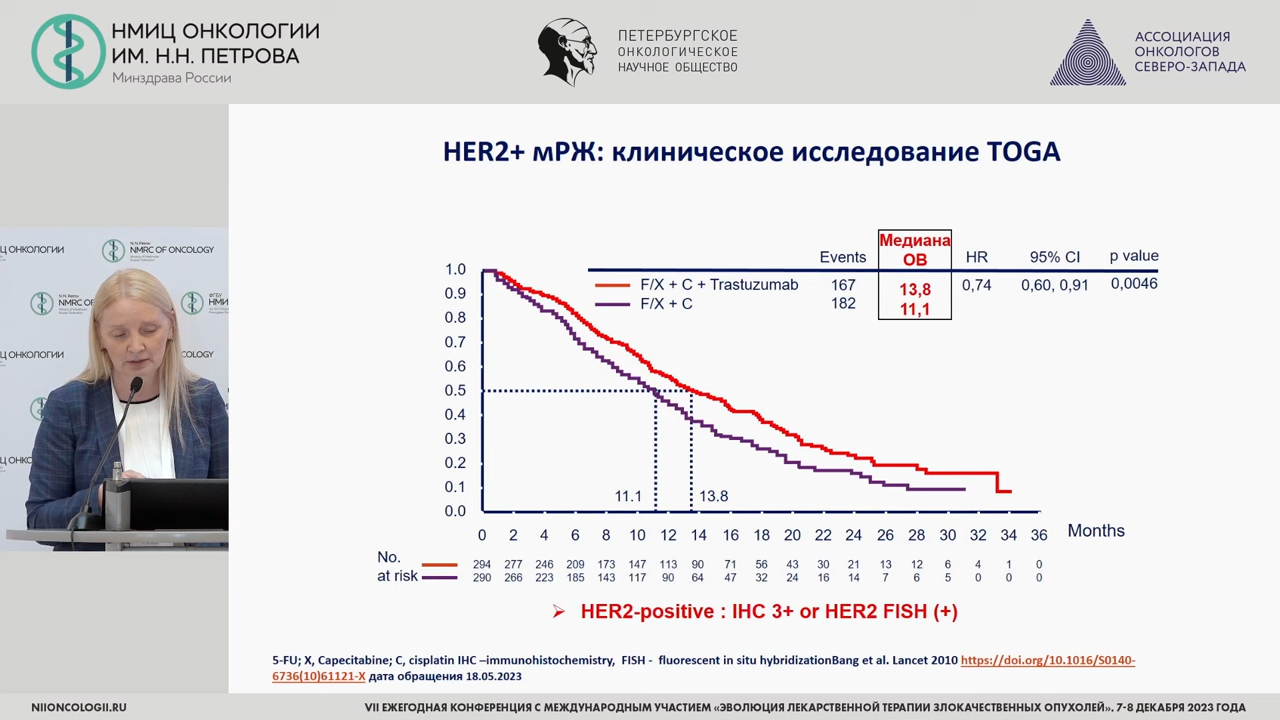 НМИЦ ОНКОЛОГИИ
ИМ. Н.Н. ПЕТРОВА
Минздрава России
ПЕТЕРБУРГСКОЕ
ОНКОЛОГИЧЕСКОЕ
НАУЧНОЕ ОБЩЕСТВО
АССОЦИАЦИЯ
ОНКОЛОГОВ
СЕВЕРО-ЗАПАДА
HER2+ мРЖ: клиническое исследование TOGA
Events Медиана ОВ HR 95% CI p value
F/X + C + Trastuzumab 167 13,8 0,74 0,60, 0,91 0,0046
F/X + C 182 11,1
1.0
0.9
0.8
0.7
0.6
0.5
0.4
0.3
0.2
0.1
0.0
11.1 13.8
0 2 4 6 8 10 12 14 16 18 20 22 24 26 28 30 32 34 36 Months
No.
at risk
294 277 246 209 173 147 113 90 71 56 43 30 21 13 12 6 4 1 0
290 266 223 185 143 117 90 64 47 32 24 16 14 7 6 5 0 0 0
➢ HER2-positive : IHC 3+ or HER2 FISH (+)
5-FU; X, Capecitabine; C, cisplatin IHC –immunohistochemistry, FISH - fluorescent in situ hybridizationBang et al. Lancet 2010 https://doi.org/10.1016/S0140-
6736(10)61121-X дата обращения 18.05.2023
Ц ОНКОЛОГИИ
NMRC OF ONCOLOGY
NMRC OF
НМИ
NIIONCOLOGII.RU
VII ЕЖЕГОДНАЯ КОНФЕРЕНЦИЯ С МЕЖДУНАРОДНЫМ УЧАСТИЕМ «ЭВОЛЮЦИЯ ЛЕКАРСТВЕННОЙ ТЕРАПИИ ЗЛОКАЧЕСТВЕННЫХ ОПУХОЛЕЙ». 7-8 ДЕКАБРЯ 2023 ГОДА